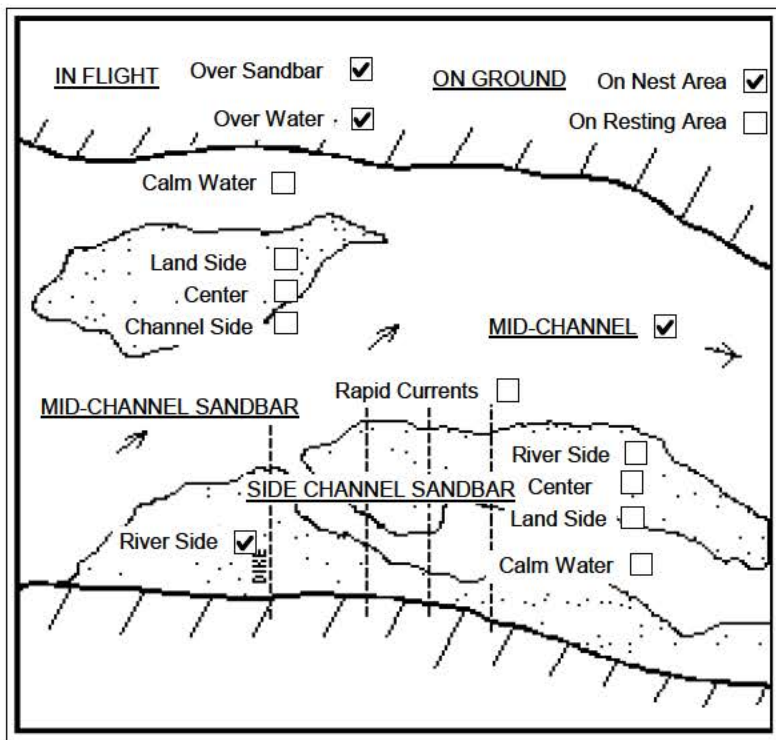 IN FLIGHT Over Sandbar ON GROUND On Nest Area
Over Water On Resting Area
Calm Water
Land Side
Center
Channel Side MID-CHANNEL
Rapid Currents
MID-CHANNEL SANDBAR
River Side
SIDE CHANNEL SANDBAR Center
Land Side
River Side
DIKE
Calm Water